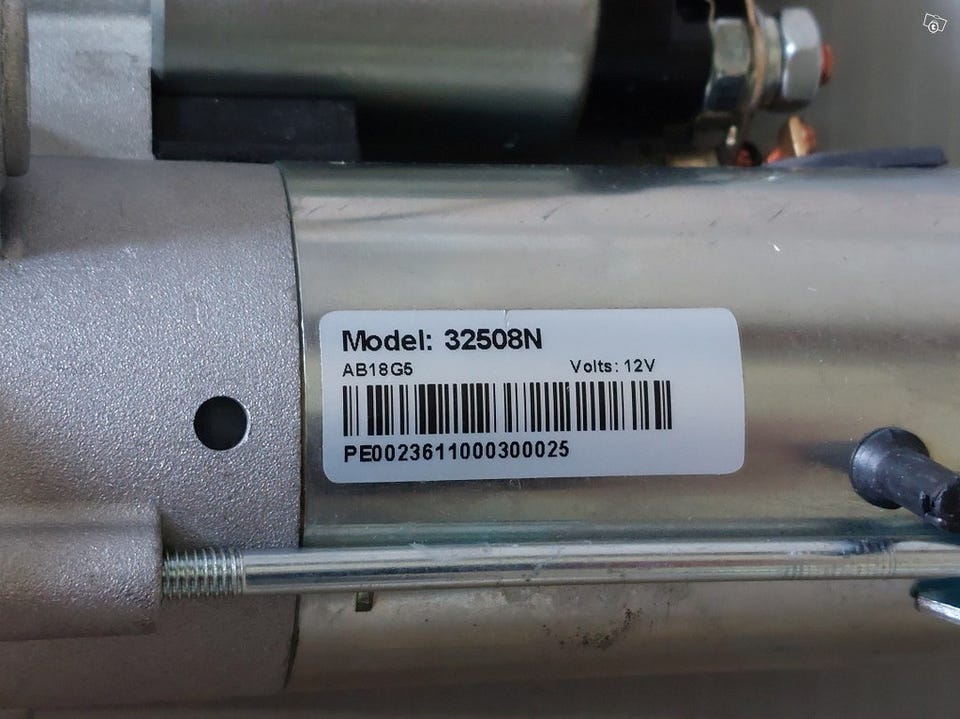 Model: 32508N
AB18G5 Volts: 12V
PE0023611000300025